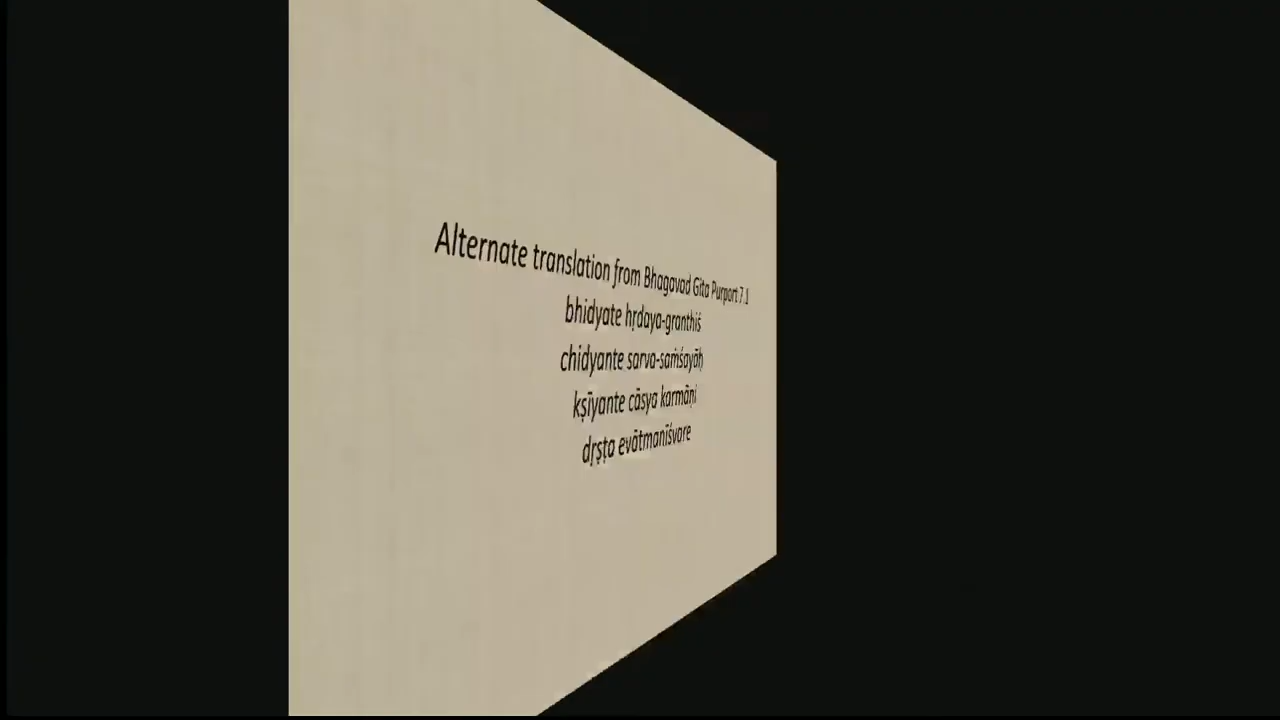 Alternate translation from Bhagavad Gita Purport 7.1
bhidyate hṛdaya-granthiś
chidyante sarva-saṁśayāḥ
kṣīyante cāsya karmāṇi
dṛṣṭa evātmanīśvare